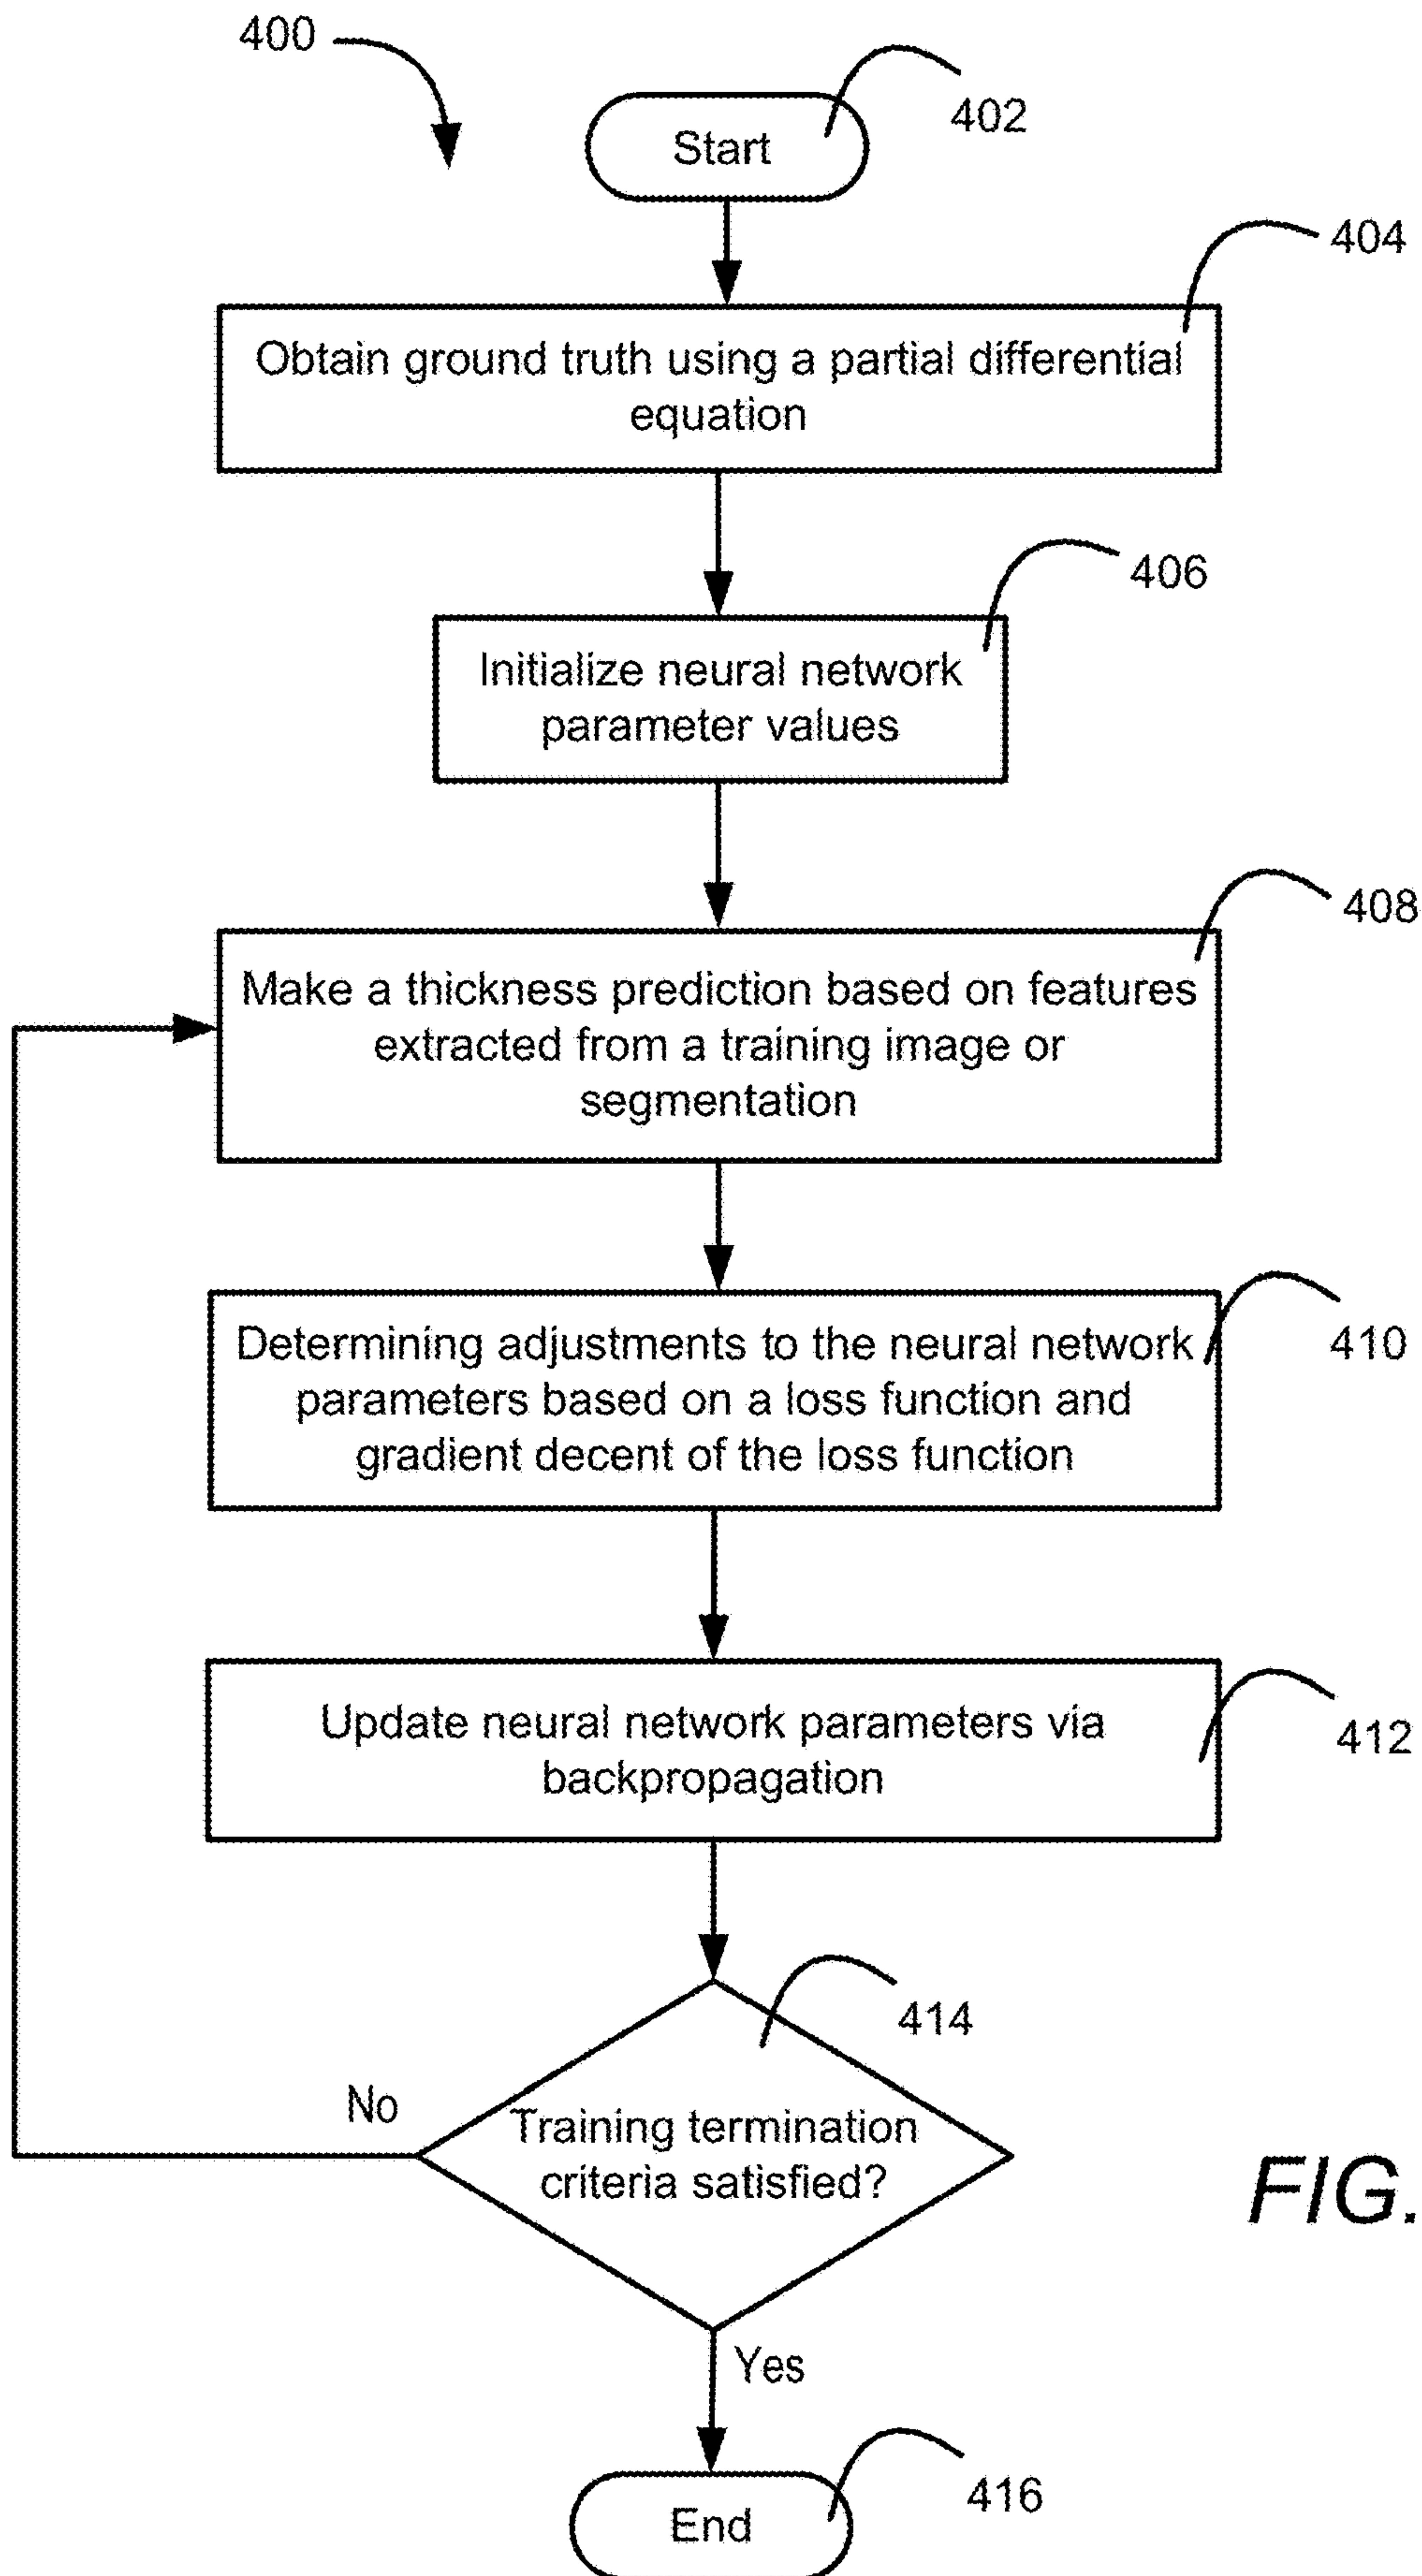 400
Start
402
404
Obtain ground truth using a partial differential
equation
406
Initialize neural network
parameter values
408
Make a thickness prediction based on features
extracted from a training image or
segmentation
Determining adjustments to the neural network
parameters based on a loss function and
gradient decent of the loss function
410
Update neural network parameters via
backpropagation
412
414
No
Training termination
criteria satisfied?
FIG.
Yes
End
416